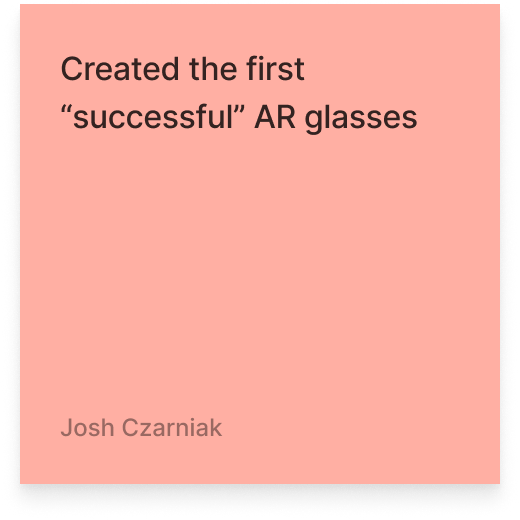 Created the first
“successful” AR glasses
Josh Czarniak